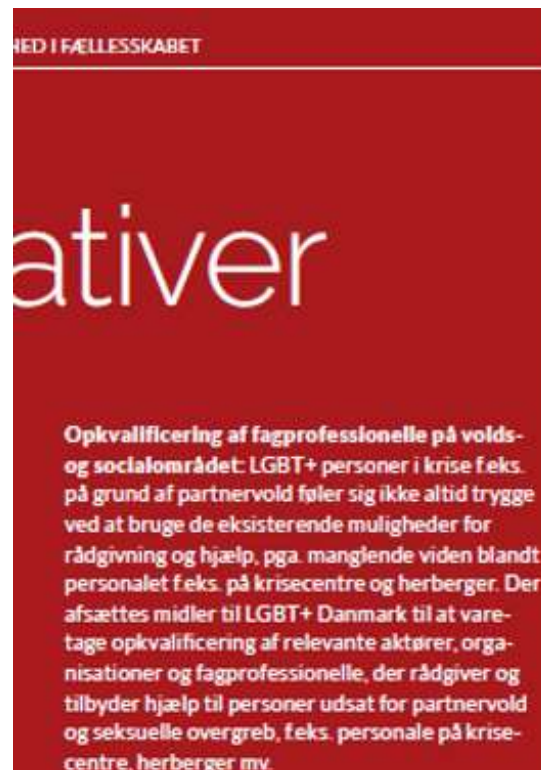 HED I FÆLLESSKABET
ativer
Opkvalificering af fagprofessionelle på volds-
og socialområdet: LGBT+ personer i krise f.eks.
på grund af partnervold føler sig ikke altid trygge
ved at bruge de eksisterende muligheder for
rådgivning og hjælp, pga. manglende viden blandt
personalet f.eks. på krisecentre og herberger. Der
afsættes midler til LGBT+ Danmark til at vare-
tage opkvalificering af relevante aktører, orga-
nisationer og fagprofessionelle, der rådgiver og
tilbyder hjælp til personer udsat for partnervold
og seksuelle overgreb, f.eks. personale på krise-
centre, herberger mv.